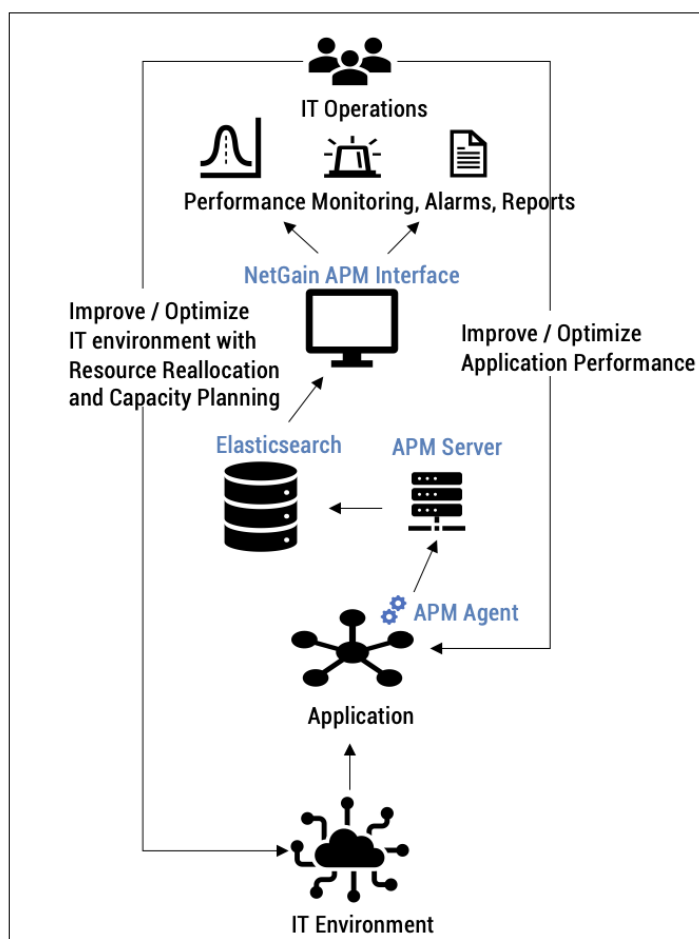 IT Operations
Performance Monitoring, Alarms, Reports
NetGain APM Interface
Improve / Optimize
IT environment with
Resource Reallocation
and Capacity Planning
Improve / Optimize
Application Performance
Elasticsearch
APM Server
APM Agent
Application
IT Environment